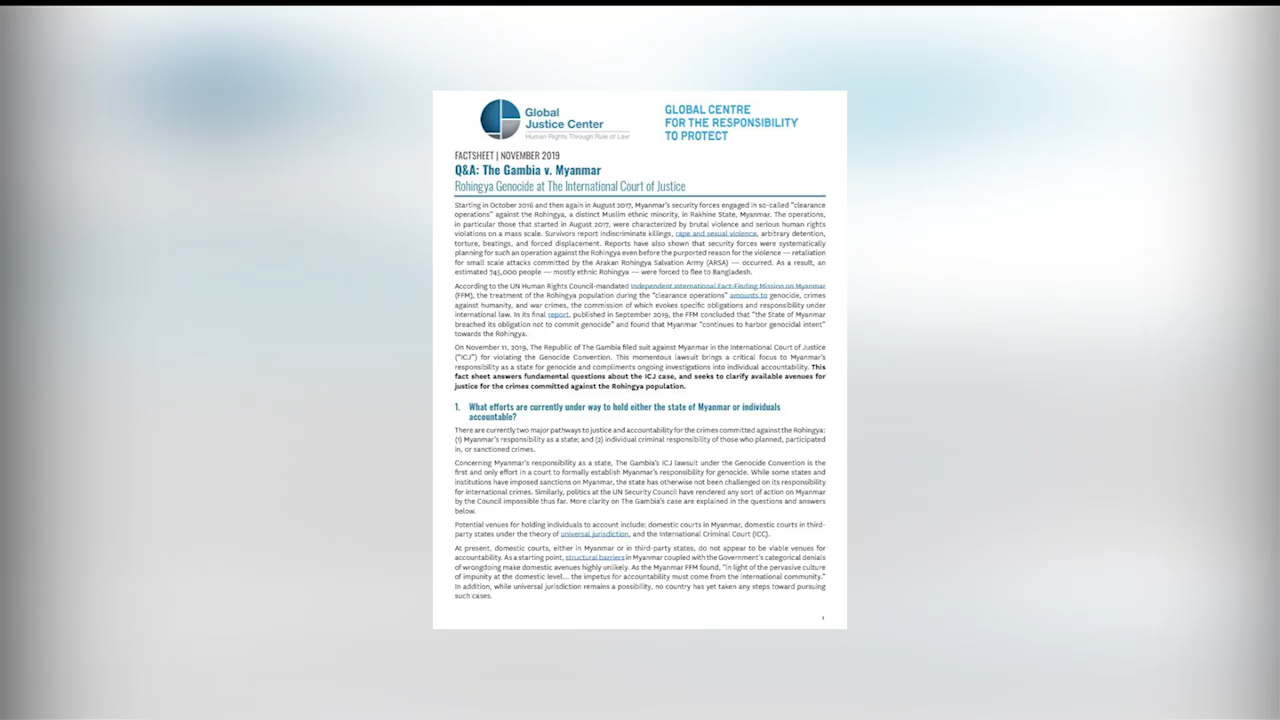 Global
Justice Center
Human Rights Through Rule of Law
GLOBAL CENTRE
FOR THE RESPONSIBILITY
TO PROTECT
FACTSHEET | NOVEMBER 2019
Q&A: The Gambia v. Myanmar
Rohingya Genocide at The International Court of Justice
Starting in October 2016 and then again in August 2017, Myanmar's security forces engaged in so-called "clearance
operations" against the Rohingya, a distinct Muslim ethnic minority, in Rakhine State, Myanmar. The operations,
in particular those that started in August 2017, were characterized by brutal violence and serious human rights
violations on a mass scale. Survivors report indiscriminate killings, rape and sexual violence, arbitrary detention,
torture, beatings, and forced displacement. Reports have also shown that security forces were systematically
planning for such an operation against the Rohingya even before the purported reason for the violence — retaliation
for small scale attacks committed by the Arakan Rohingya Salvation Army (ARSA) — occurred. As a result, an
estimated 745,000 people — mostly ethnic Rohingya — were forced to flee to Bangladesh.
According to the UN Human Rights Council-mandated Independent International Fact-Finding Mission on Myanmar
(FFM), the treatment of the Rohingya population during the "clearance operations" amounts to genocide, crimes
against humanity, and war crimes, the commission of which evokes specific obligations and responsibility under
international law. In its final report, published in September 2019, the FFM concluded that "the State of Myanmar
breached its obligation not to commit genocide" and found that Myanmar "continues to harbor genocidal intent"
towards the Rohingya.
On November 11, 2019, The Republic of The Gambia filed suit against Myanmar in the International Court of Justice
("ICJ") for violating the Genocide Convention. This momentous lawsuit brings a critical focus to Myanmar's
responsibility as a state for genocide and compliments ongoing investigations into individual accountability. This
fact sheet answers fundamental questions about the ICJ case, and seeks to clarify available avenues for
justice for the crimes committed against the Rohingya population.
1. What efforts are currently under way to hold either the state of Myanmar or individuals
accountable?
There are currently two major pathways to justice and accountability for the crimes committed against the Rohingya:
(1) Myanmar's responsibility as a state; and (2) individual criminal responsibility of those who planned, participated
in, or sanctioned crimes.
Concerning Myanmar's responsibility as a state, The Gambia's ICJ lawsuit under the Genocide Convention is the
first and only effort in a court to formally establish Myanmar's responsibility for genocide. While some states and
institutions have imposed sanctions on Myanmar, the state has otherwise not been challenged on its responsibility
for international crimes. Similarly, politics at the UN Security Council have rendered any sort of action on Myanmar
by the Council impossible thus far. More clarity on The Gambia's case are explained in the questions and answers
below.
Potential venues for holding individuals to account include: domestic courts in Myanmar, domestic courts in third-
party states under the theory of universal jurisdiction, and the International Criminal Court (ICC).
At present, domestic courts, either in Myanmar or in third-party states, do not appear to be viable venues for
accountability. As a starting point, structural barriers in Myanmar coupled with the Government's categorical denials
of wrongdoing make domestic avenues highly unlikely. As the Myanmar FFM found, "in light of the pervasive culture
of impunity at the domestic level... the impetus for accountability must come from the international community."
In addition, while universal jurisdiction remains a possibility, no country has yet taken any steps toward pursuing
such cases.
1